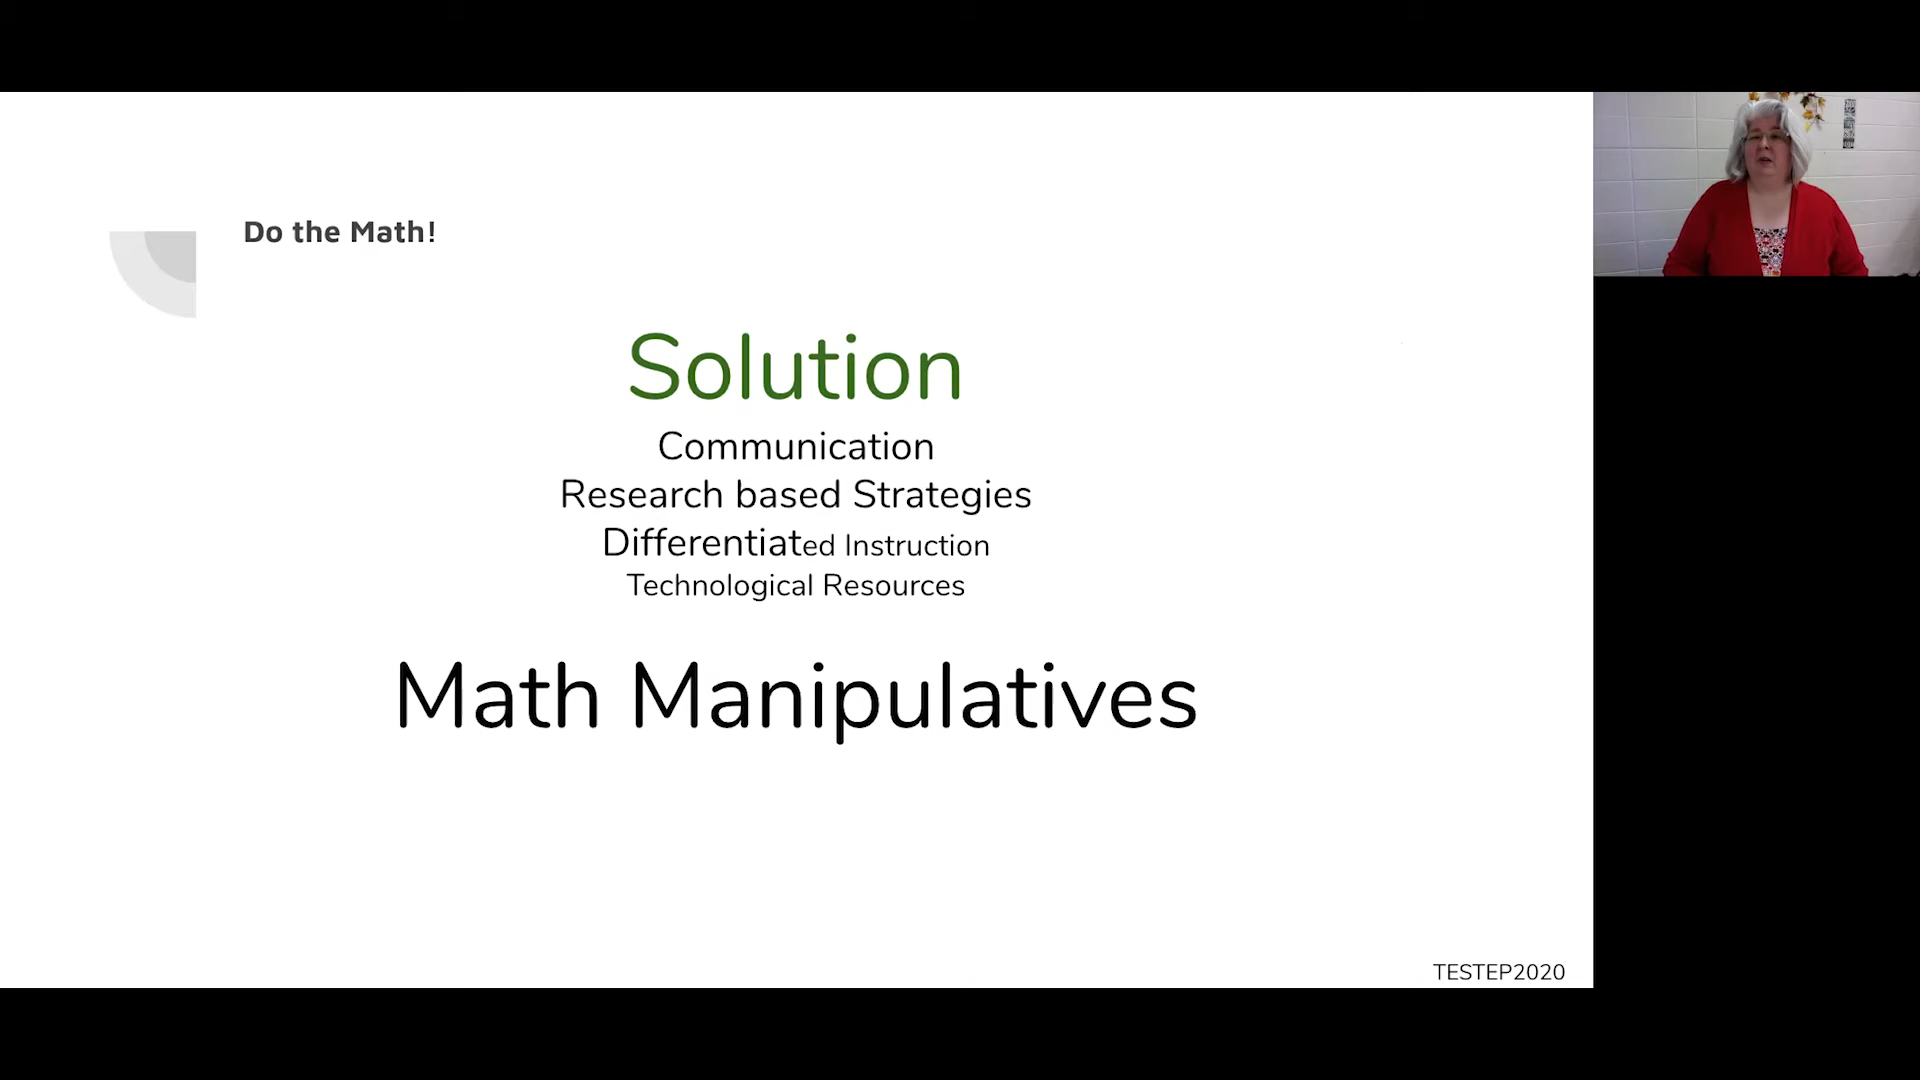 Do the Math!
Solution
Communication
Research based Strategies
Differentiated Instruction
Technological Resources
Math Manipulatives
TESTEP2020